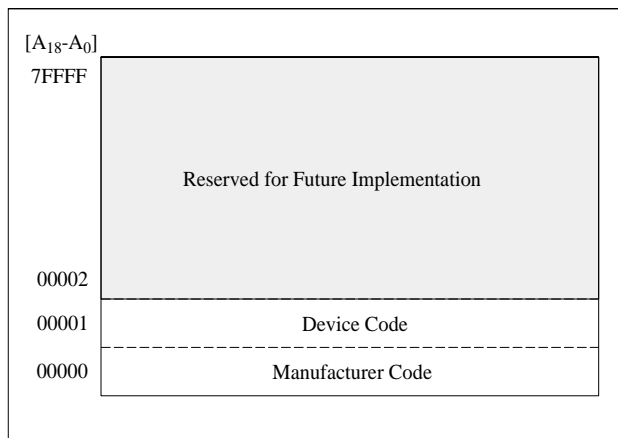 [A18-A0]
7FFFF
Reserved for Future Implementation
00002
00001 Device Code
00000 Manufacturer Code